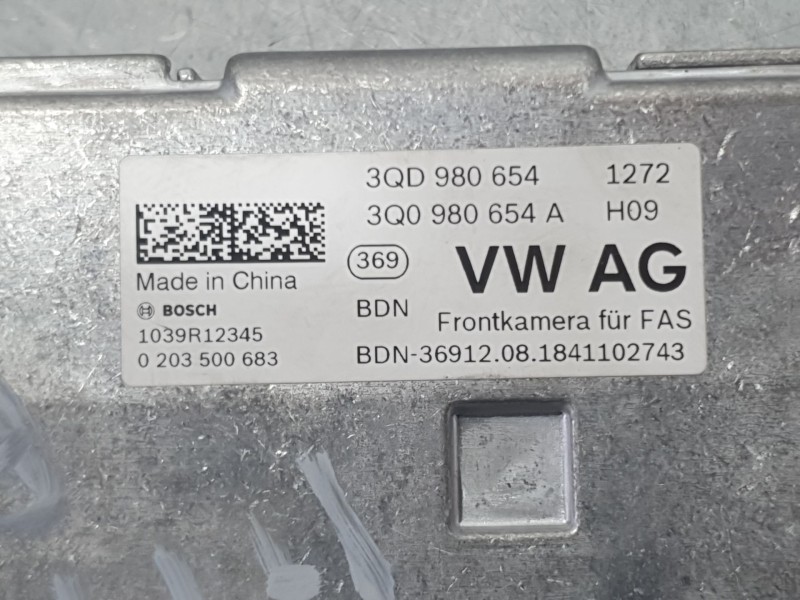 3QD 980 654 1272
3Q0 980 654 A H09
369 VW AG
Made in China
BOSCH BDN
Frontkamera für FAS
1039R12345
0 203 500 683 BDN-36912.08.1841102743